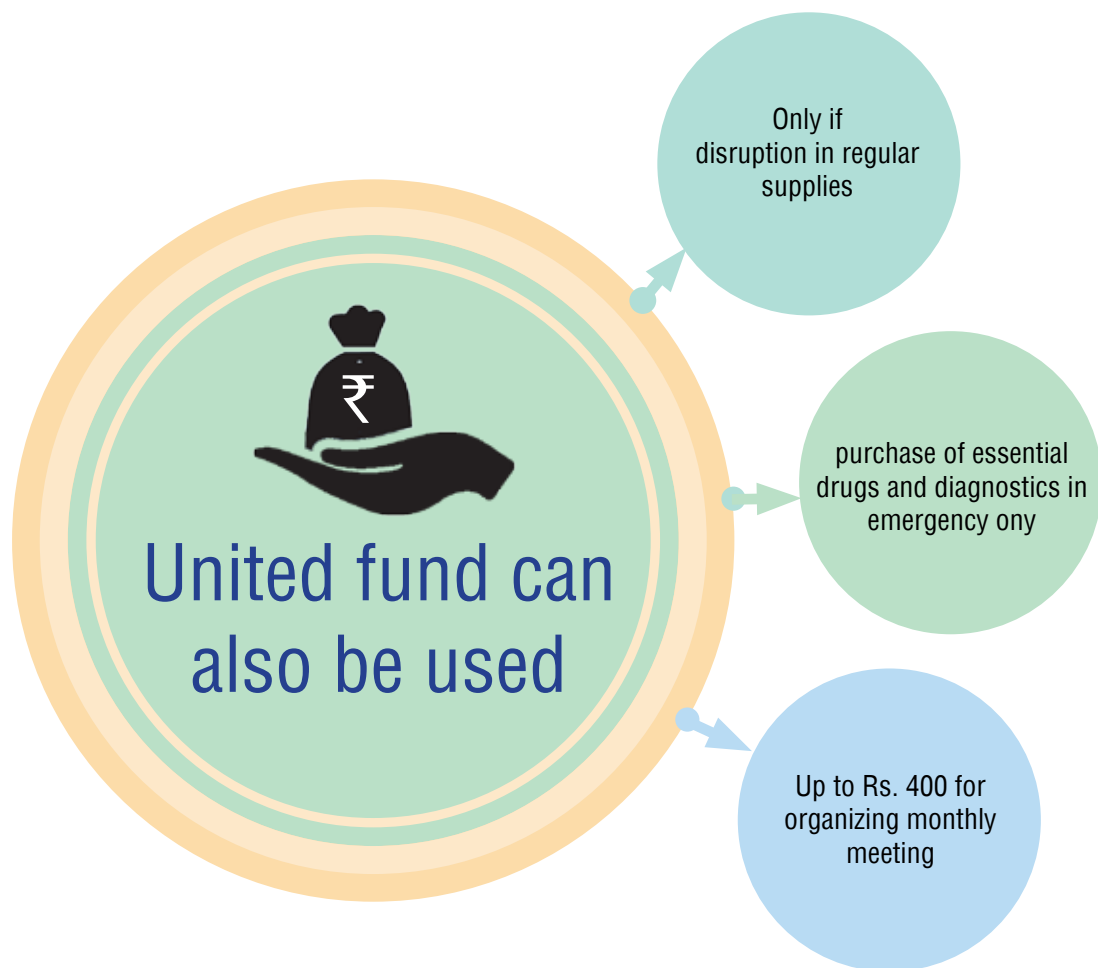 Only if
disruption in regular
supplies
₹
United fund can
also be used
purchase of essential
drugs and diagnostics in
emergency ony
Up to Rs. 400 for
organizing monthly
meeting